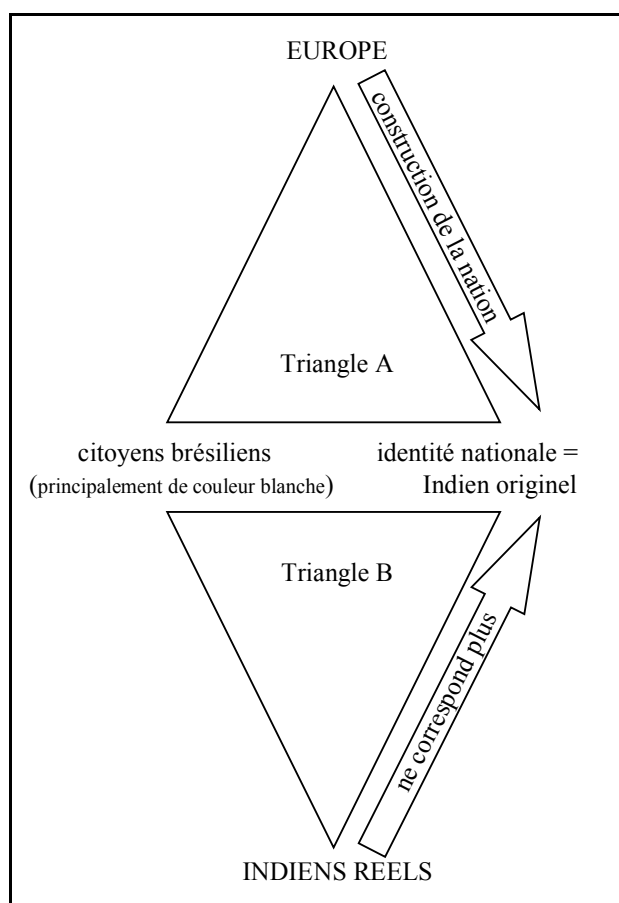 EUROPE
construction de la nation
Triangle A
citoyens brésiliens
(principalement de couleur blanche)
identité nationale =
Indien originel
Triangle B
ne correspond plus
INDIENS REELS